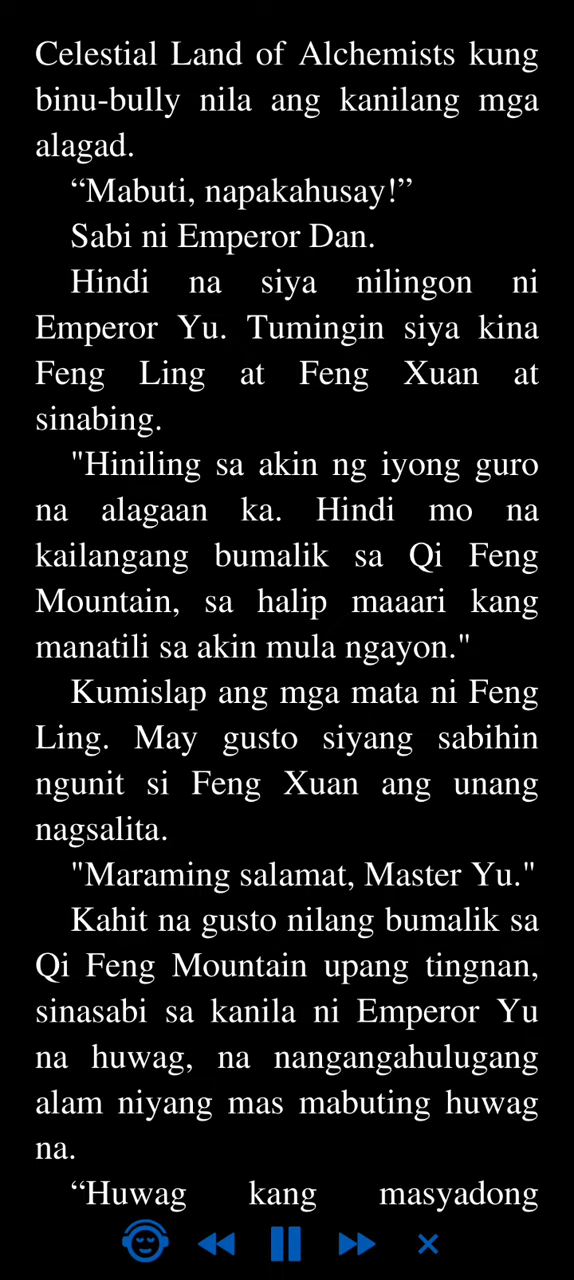 Celestial Land of Alchemists kung
binu-bully nila ang kanilang mga
alagad.
“Mabuti, napakahusay!”
Sabi ni Emperor Dan.
Hindi na siya nilingon ni
Emperor Yu. Tumingin siya kina
Feng Ling at Feng Xuan at
sinabing.
"Hiniling sa akin ng iyong guro
na alagaan ka. Hindi mo na
kailangang bumalik sa Qi Feng
Mountain, sa halip maaari kang
manatili sa akin mula ngayon."
Kumislap ang mga mata ni Feng
Ling. May gusto siyang sabihin
ngunit si Feng Xuan ang unang
nagsalita.
"Maraming salamat, Master Yu."
Kahit na gusto nilang bumalik sa
Qi Feng Mountain upang tingnan,
sinasabi sa kanila ni Emperor Yu
na huwag, na nangangahulugang
alam niyang mas mabuting huwag
na.
“Huwag kang masyadong